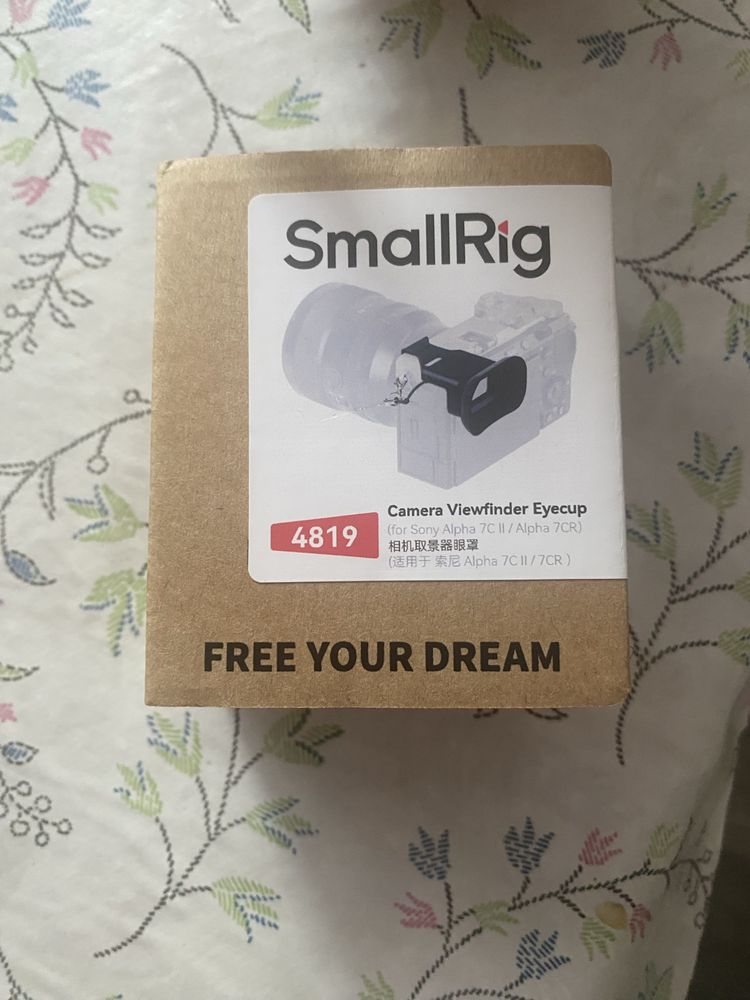 SmallRig
4819
Camera Viewfinder Eyecup
(for Sony Alpha 7C II / Alpha 7CR)
相机取景器眼罩
(适用于 索尼 Alpha 7C II / 7CR )
FREE YOUR DREAM